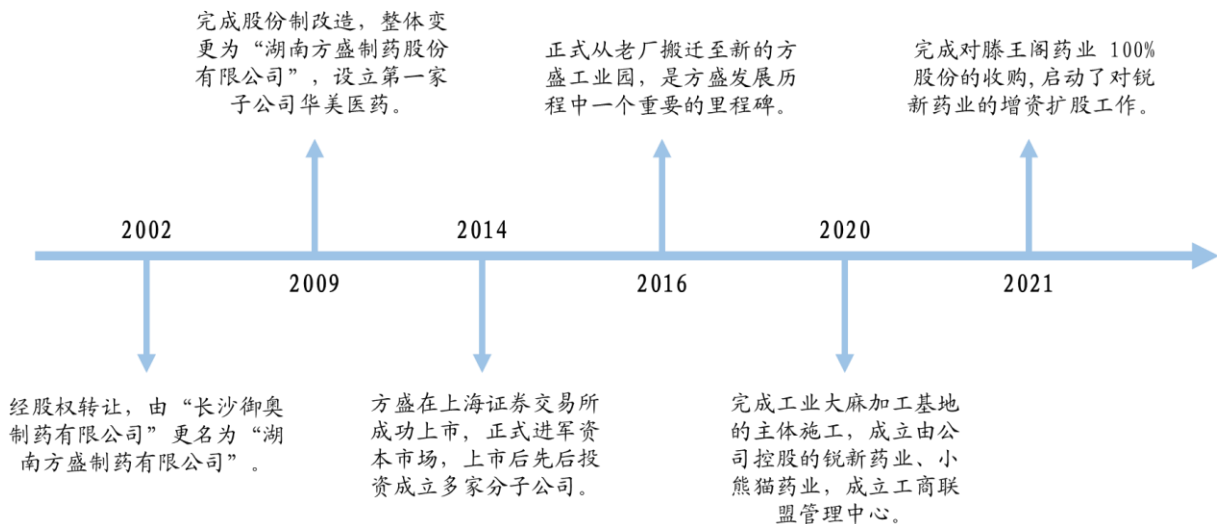 完成股份制改造，整体变
更为“湖南方盛制药股份
有限公司”，设立第一家
子公司华美医药。
正式从老厂搬迁至新的方
盛工业园，是方盛发展历
程中一个重要的里程碑。
完成对滕王阁药业 100%
股份的收购,启动了对锐
新药业的增资扩股工作。
2002
2014
2020
2009
2016
2021
经股权转让，由“长沙御奥
制药有限公司”更名为“湖
南方盛制药有限公司”。
方盛在上海证券交易所
成功上市，正式进军资
本市场，上市后先后投
资成立多家分子公司。
完成工业大麻加工基地
的主体施工，成立由公
司控股的锐新药业、小
熊猫药业，成立工商联
盟管理中心。